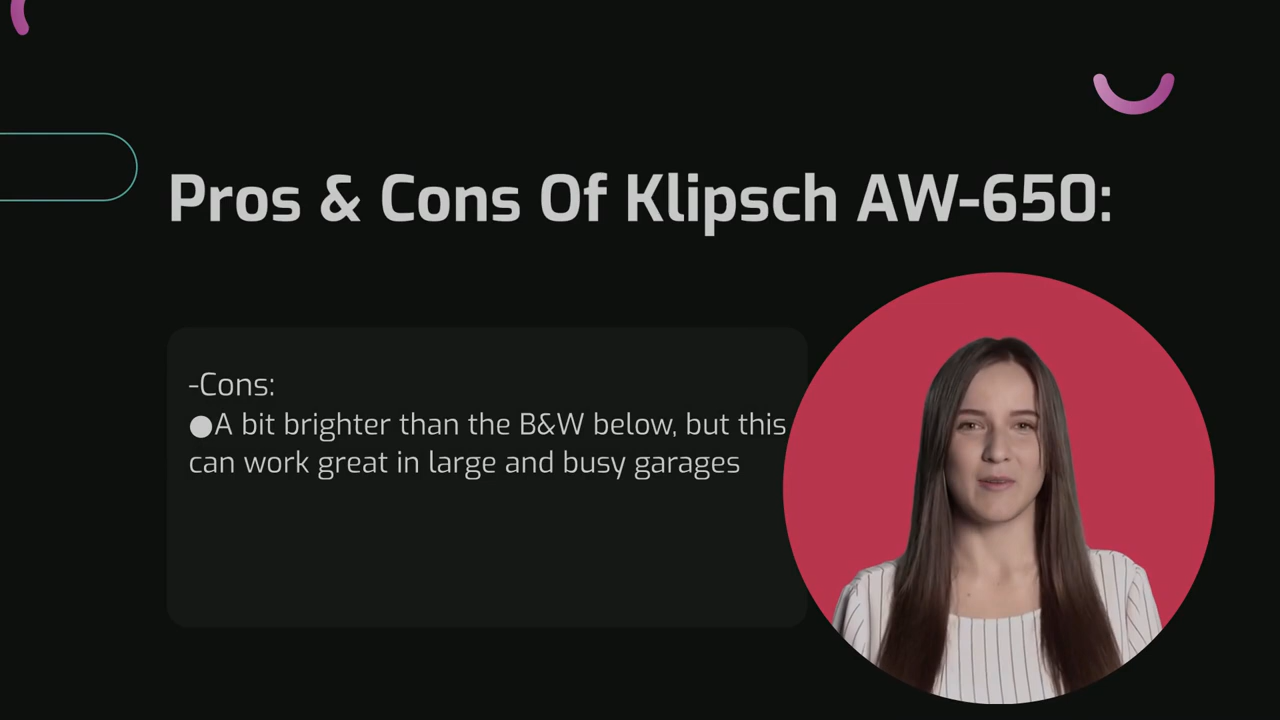 Pros & Cons Of Klipsch AW-650:
-Cons:
●A bit brighter than the B&W below, but this
can work great in large and busy garages